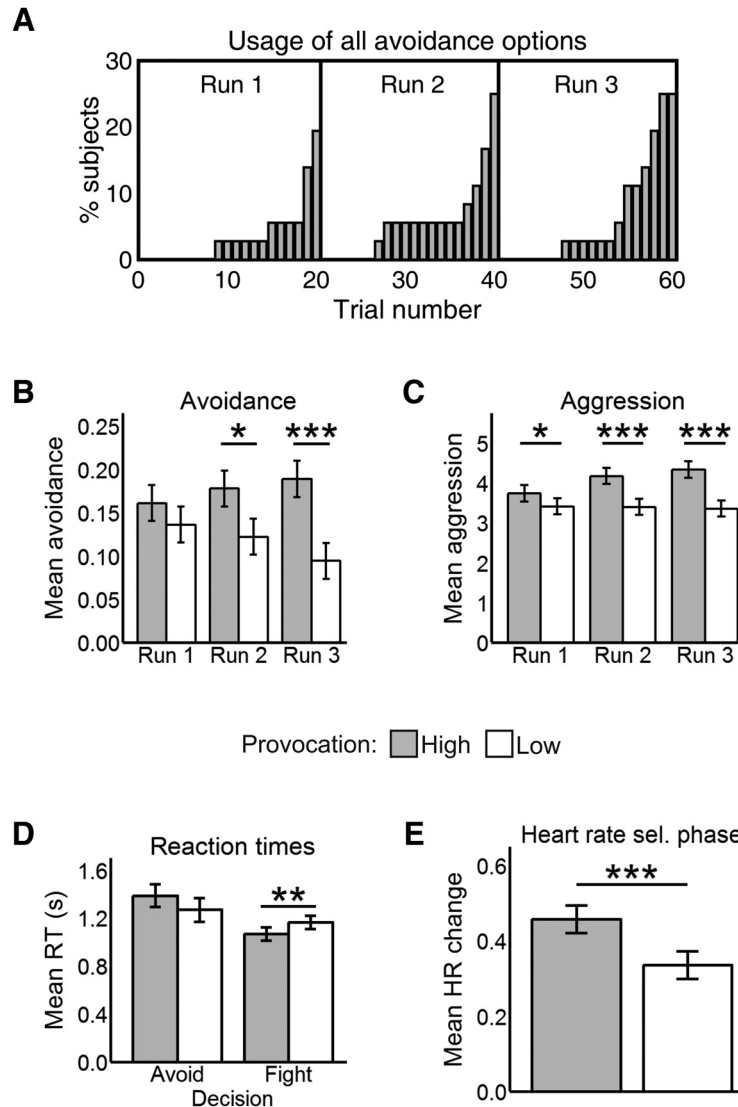 A
Usage of all avoidance options
Run 1 Run 2 Run 3
% subjects
30
20
10
0
0 10 20 30 40 50 60
Trial number
B
Avoidance
* ***
Mean avoidance
0.25
0.20
0.15
0.10
0.05
0.00
Run 1 Run 2 Run 3
C
Aggression
* *** ***
Mean aggression
5
4
3
2
1
0
Run 1 Run 2 Run 3
Provocation: High Low
D
Reaction times
**
Mean RT (s)
1.6
1.2
0.8
0.4
0.0
Avoid Fight
Decision
E
Heart rate sel. phase
***
Mean HR change
0.6
0.4
0.2
0.0